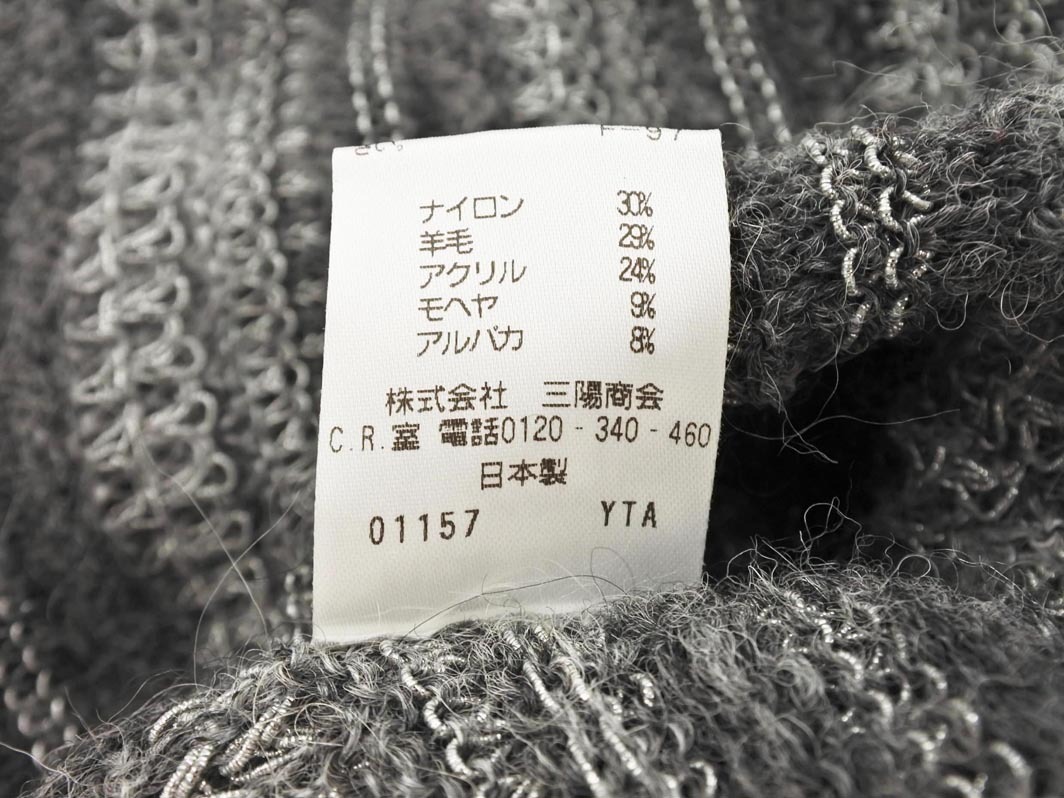 ナイロン 30%
羊毛 29%
アクリル 24%
モヘヤ 9%
アルパカ 8%
株式会社 三陽商会
C.R.室 電話0120-340-460
日本製
01157 YTA